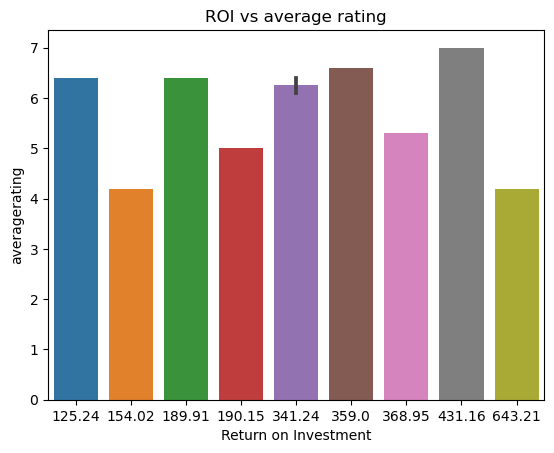 ROI vs average rating
averagerating
7
6
5
4
3
2
1
0
125.24 154.02 189.91 190.15 341.24 359.0 368.95 431.16 643.21
Return on Investment